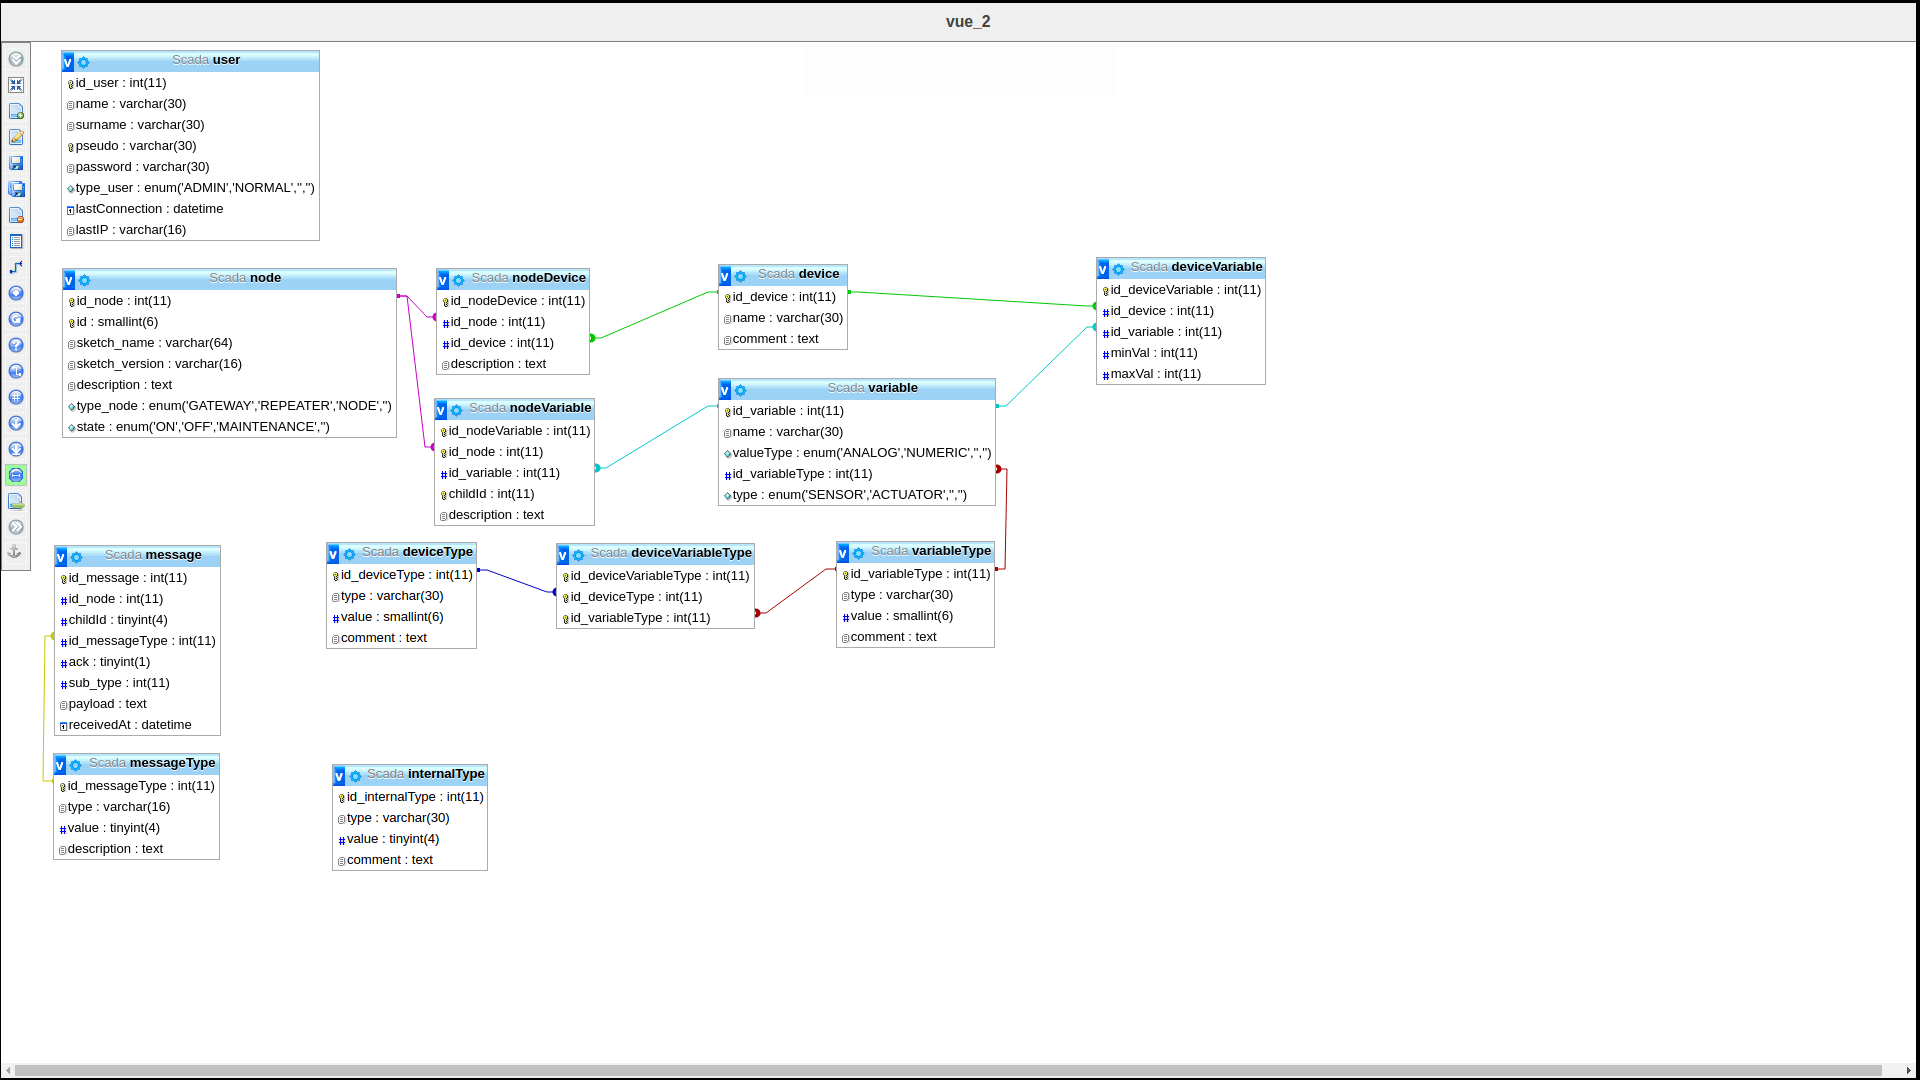 vue_2
v Scada user
id_user : int(11)
name : varchar(30)
surname : varchar(30)
pseudo : varchar(30)
password : varchar(30)
type_user : enum('ADMIN','NORMAL','','')
lastConnection : datetime
lastIP : varchar(16)
v Scada node
id_node : int(11)
id : smallint(6)
sketch_name : varchar(64)
sketch_version : varchar(16)
description : text
type_node : enum('GATEWAY','REPEATER','NODE','')
state : enum('ON','OFF','MAINTENANCE','')
v Scada nodeDevice
id_nodeDevice : int(11)
# id_node : int(11)
# id_device : int(11)
description : text
v Scada device
id_device : int(11)
name : varchar(30)
comment : text
v Scada deviceVariable
id_deviceVariable : int(11)
# id_device : int(11)
# id_variable : int(11)
# minVal : int(11)
# maxVal : int(11)
v Scada nodeVariable
id_nodeVariable : int(11)
id_node : int(11)
# id_variable : int(11)
childId : int(11)
description : text
v Scada variable
id_variable : int(11)
name : varchar(30)
valueType : enum('ANALOG','NUMERIC','','')
# id_variableType : int(11)
type : enum('SENSOR','ACTUATOR','','')
v Scada message
id_message : int(11)
# id_node : int(11)
# childId : tinyint(4)
# id_messageType : int(11)
# ack : tinyint(1)
# sub_type : int(11)
payload : text
receivedAt : datetime
v Scada deviceType
id_deviceType : int(11)
type : varchar(30)
# value : smallint(6)
comment : text
v Scada deviceVariableType
id_deviceVariableType : int(11)
id_deviceType : int(11)
id_variableType : int(11)
v Scada variableType
id_variableType : int(11)
type : varchar(30)
# value : smallint(6)
comment : text
v Scada messageType
id_messageType : int(11)
type : varchar(16)
# value : tinyint(4)
description : text
v Scada internalType
id_internalType : int(11)
type : varchar(30)
# value : tinyint(4)
comment : text